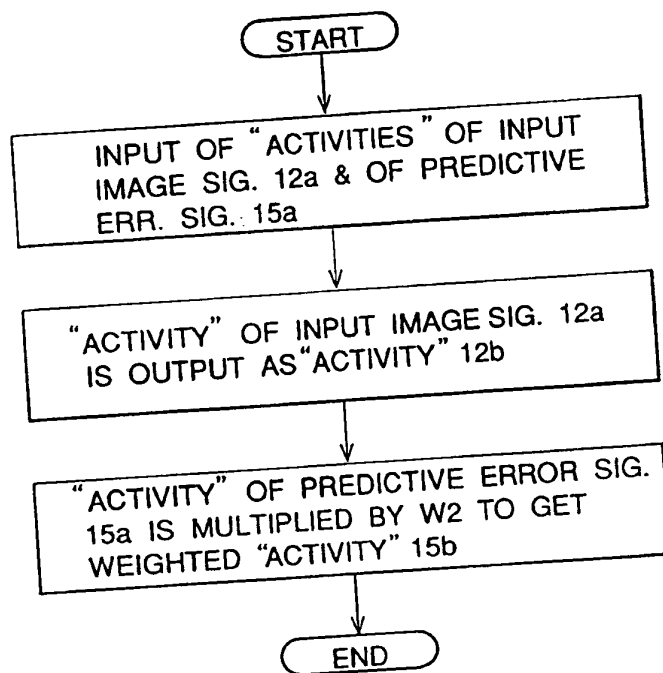 START
INPUT OF "ACTIVITIES" OF INPUT
IMAGE SIG. 12a & OF PREDICTIVE
ERR. SIG. 15a
"ACTIVITY" OF INPUT IMAGE SIG. 12a
IS OUTPUT AS "ACTIVITY" 12b
"ACTIVITY" OF PREDICTIVE ERROR SIG.
15a IS MULTIPLIED BY W2 TO GET
WEIGHTED "ACTIVITY" 15b
END